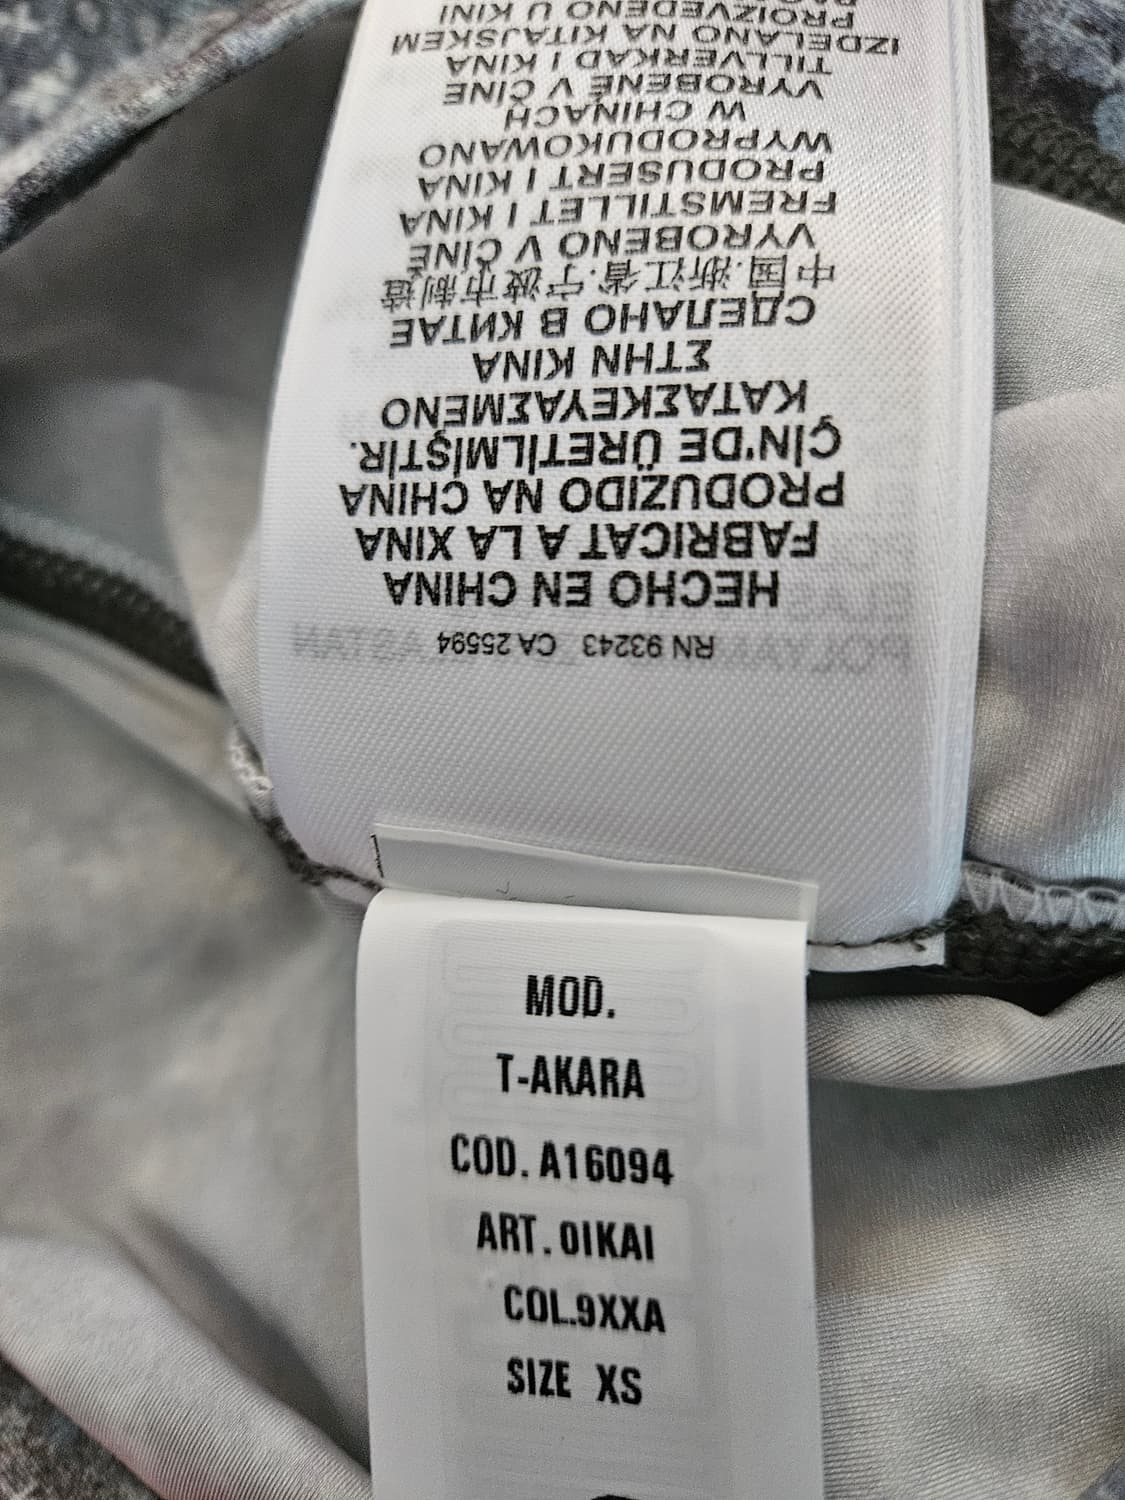 MOD.
T-AKARA
COD. A16094
ART. OIKAI
COL.9XXA
SIZE XS
RN 93243 CA 25594
HECHO EN CHINA
FABRICAT A LA XINA
PRODUZIDO NA CHINA
ÇİN'DE ÜRETİLMİŞTİR.
ΚΑΤΑΣΚΕΥΑΣΜΕΝΟ
ΣΤΗΝ ΚΙΝΑ
СДЕЛАНО В КИТАЕ
中国.浙江省.宁波市制造
VYROBENO V ČÍNĚ
FREMSTILLET I KINA
PRODUSERT I KINA
WYPRODUKOWANO
W CHINACH
VYROBENÉ V ČÍNE
TILLVERKAD I KINA
IZDELANO NA KITAJSKEM
PROIZVEDENO U KINI